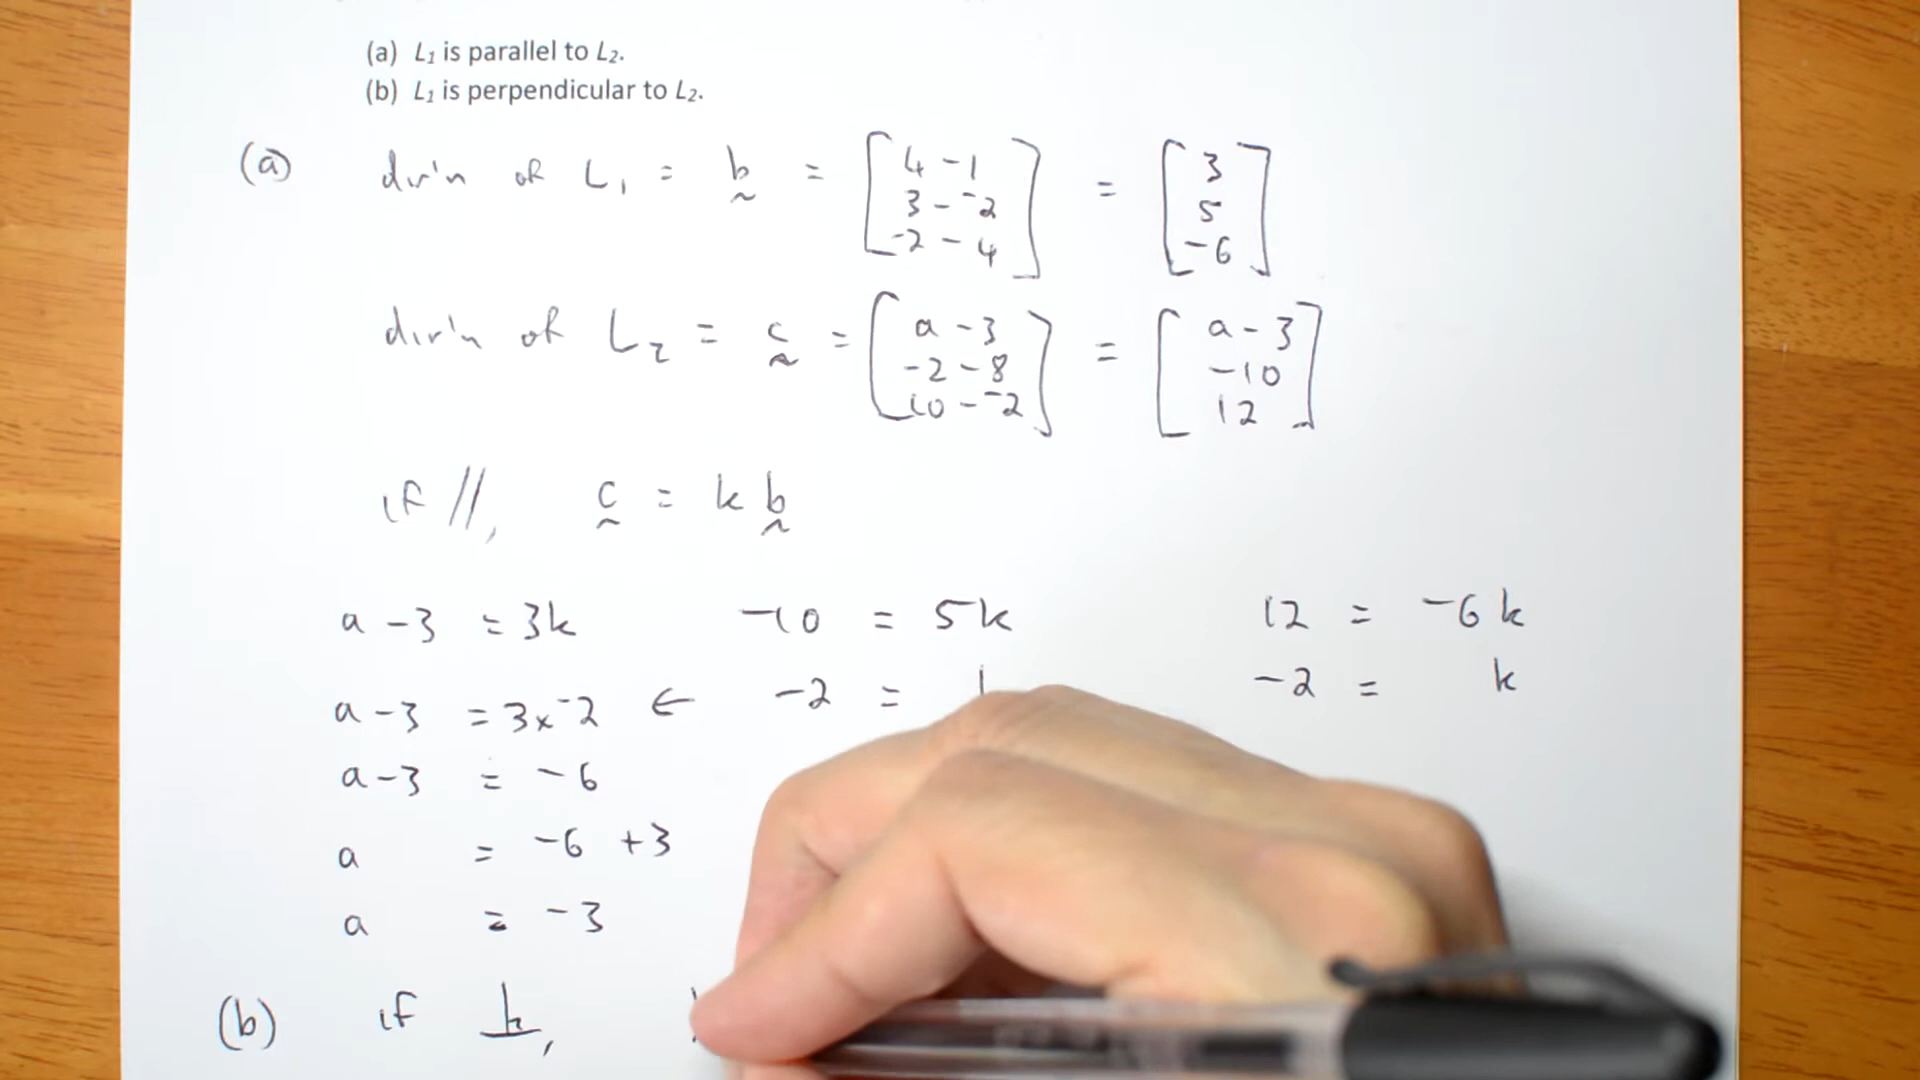 (a) L₁ is parallel to L₂.
(b) L₁ is perpendicular to L₂.
(a) dir'n of L₁ = b = [4 -1 = [3
3 - ⁻2 5
-2 - 4] -6]
dir'n of L₂ = c = [a - 3 = [a - 3
-2 - 8 -10
10 - ⁻2] 12]
if //, c = k b
a - 3 = 3k -10 = 5k 12 = -6k
a - 3 = 3x⁻2 ← -2 = -2 = k
a - 3 = -6
a = -6 + 3
a = -3
(b) if ⊥,